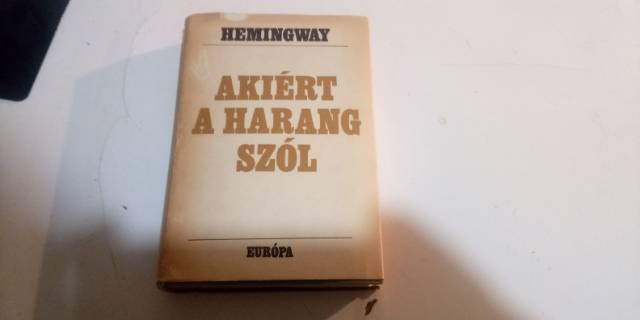 HEMINGWAY
AKIÉRT
A HARANG
SZÓL
EURÓPA